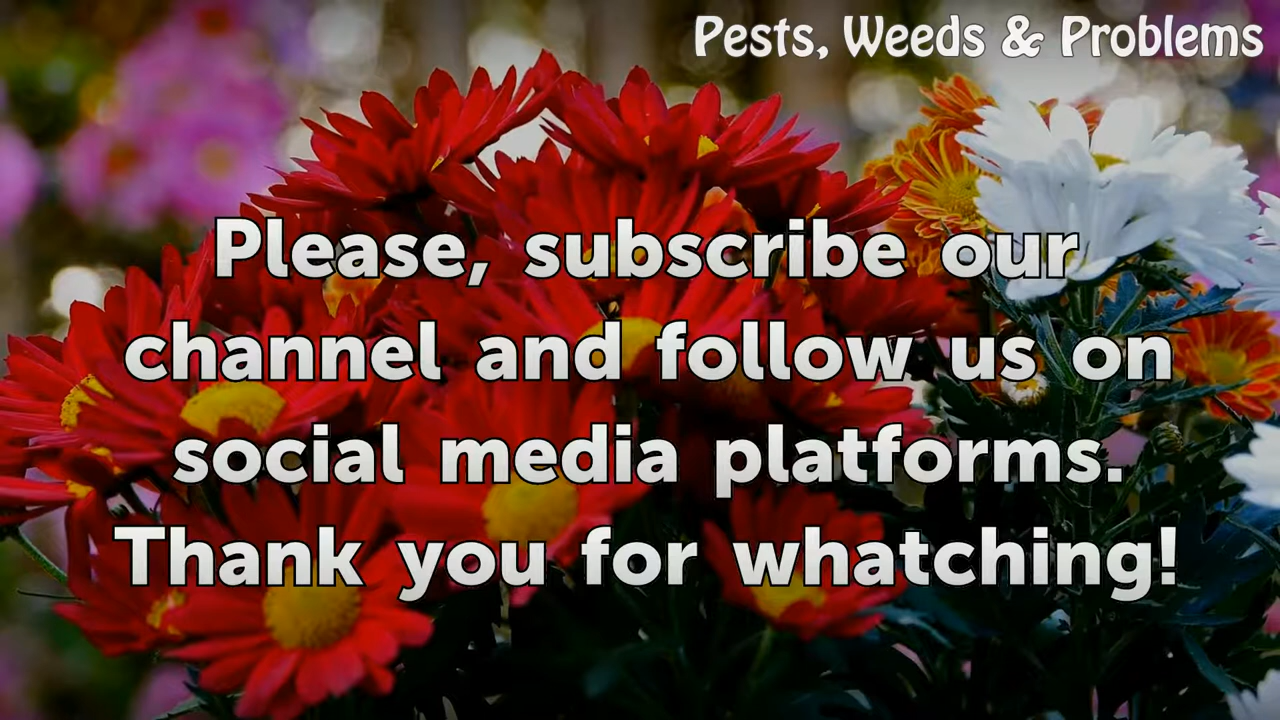 Pests, Weeds & Problems
Please, subscribe our
channel and follow us on
social media platforms.
Thank you for whatching!